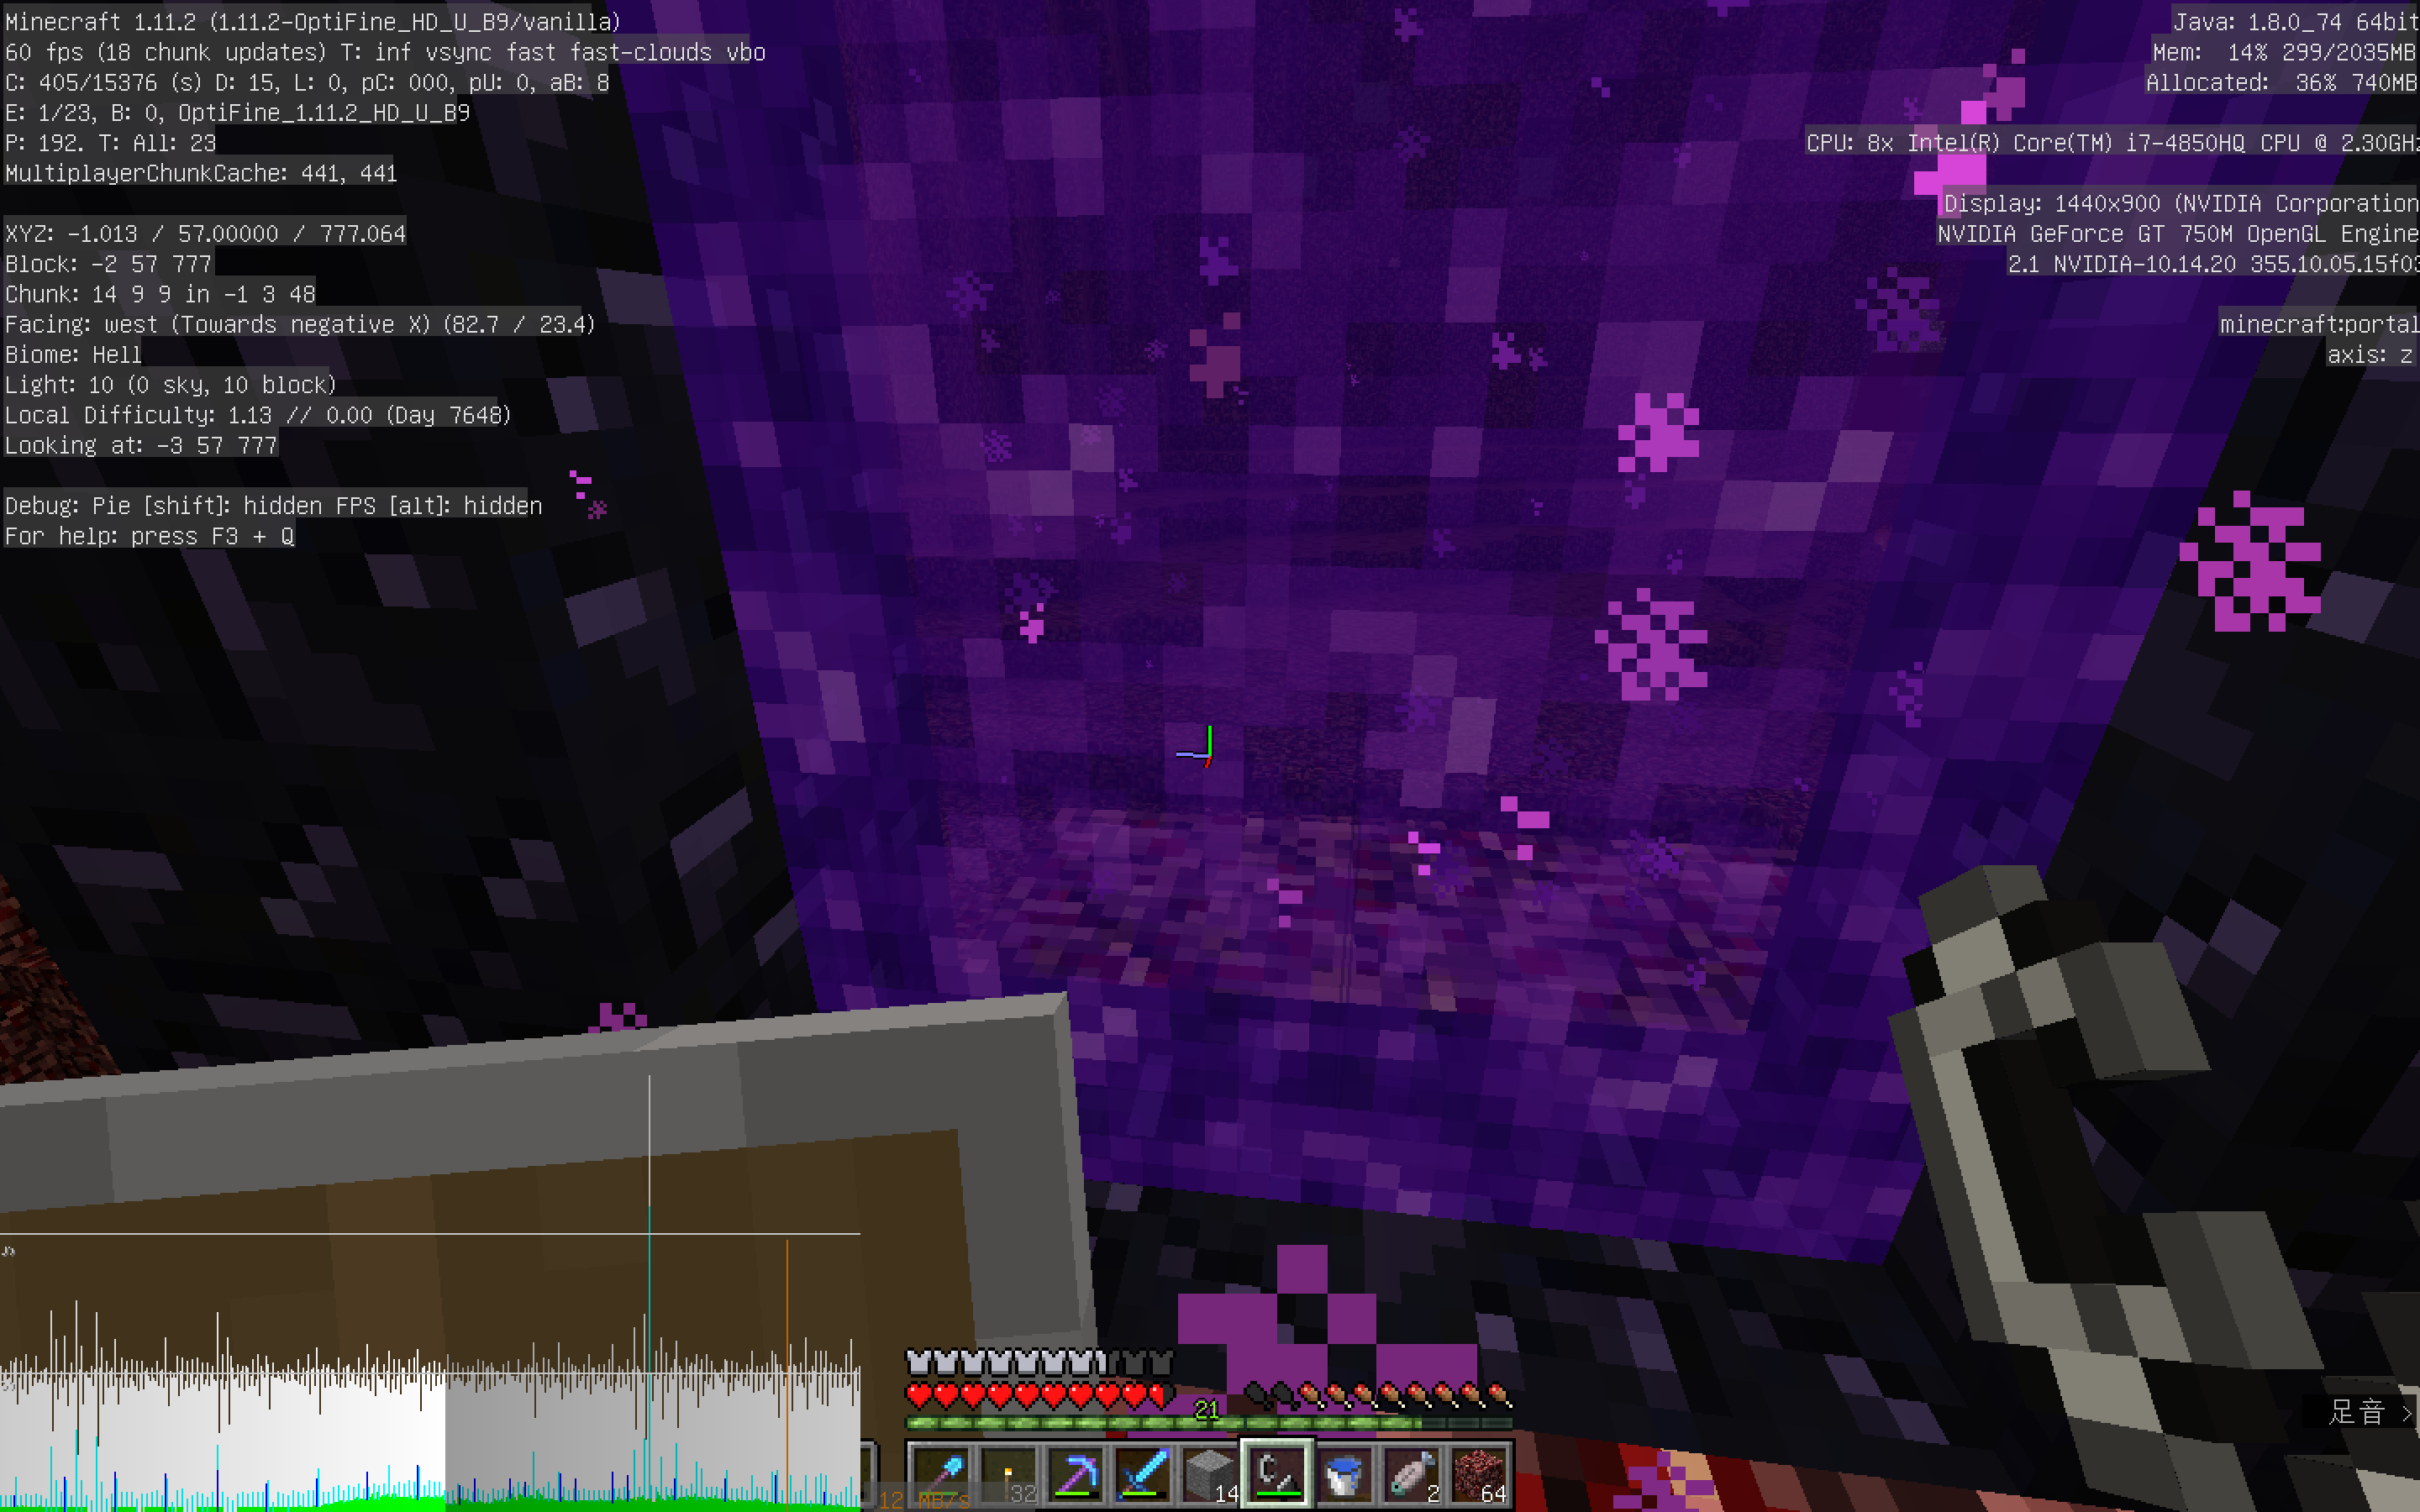 Minecraft 1.11.2 (1.11.2-OptiFine_HD_U_B9/vanilla)
60 fps (18 chunk updates) T: inf vsync fast fast-clouds vbo
C: 405/15376 (s) D: 15, L: 0, pC: 000, pU: 0, aB: 8
E: 1/23, B: 0, OptiFine_1.11.2_HD_U_B9
P: 192. T: All: 23
MultiplayerChunkCache: 441, 441
XYZ: -1.013 / 57.00000 / 777.064
Block: -2 57 777
Chunk: 14 9 9 in -1 3 48
Facing: west (Towards negative X) (82.7 / 23.4)
Biome: Hell
Light: 10 (0 sky, 10 block)
Local Difficulty: 1.13 // 0.00 (Day 7648)
Looking at: -3 57 777
Debug: Pie [shift]: hidden FPS [alt]: hidden
For help: press F3 + Q
Java: 1.8.0_74 64bit
Mem: 14% 299/2035MB
Allocated: 36% 740MB
CPU: 8x Intel(R) Core(TM) i7-4850HQ CPU @ 2.30GHz
Display: 1440x900 (NVIDIA Corporation
NVIDIA GeForce GT 750M OpenGL Engine
2.1 NVIDIA-10.14.20 355.10.05.15f03
minecraft:portal
axis: z
足音 >
21
12 MB/s
32
14
2
64